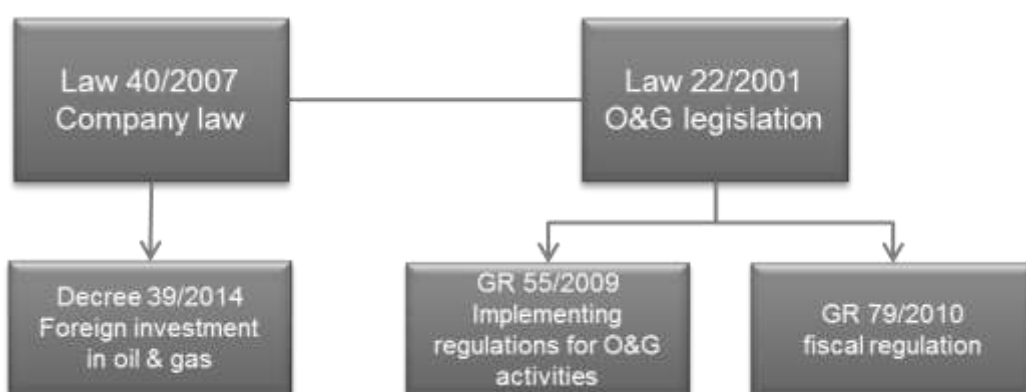 Law 40/2007
Company law
Law 22/2001
O&G legislation
Decree 39/2014
Foreign investment
in oil & gas
GR 55/2009
Implementing
regulations for O&G
activities
GR 79/2010
fiscal regulation